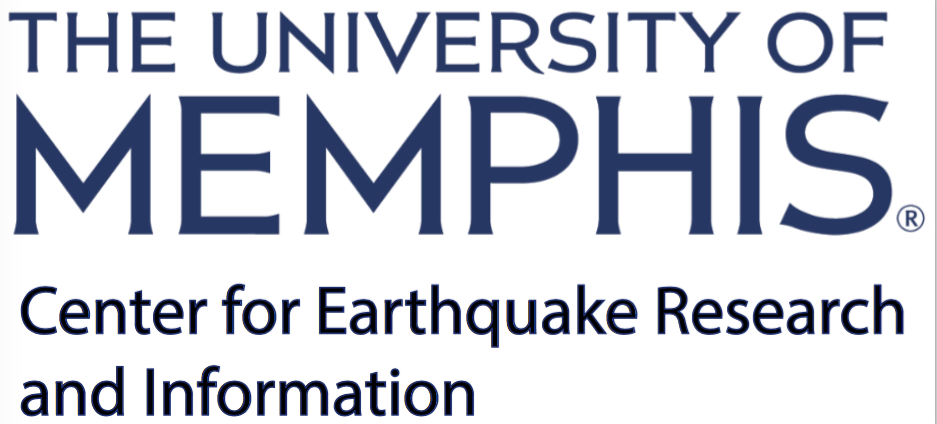 THE UNIVERSITY OF
MEMPHIS®
Center for Earthquake Research
and Information